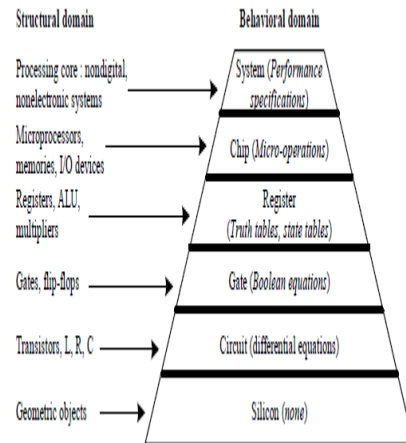 Structural domain
Behavioral domain
Processing core : nondigital,
nonelectronic systems
System (Performance
specifications)
Microprocessors,
memories, I/O devices
Chip (Micro-operations)
Registers, ALU,
multipliers
Register
(Truth tables, state tables)
Gates, flip-flops
Gate (Boolean equations)
Transistors, L, R, C
Circuit (differential equations)
Geometric objects
Silicon (none)